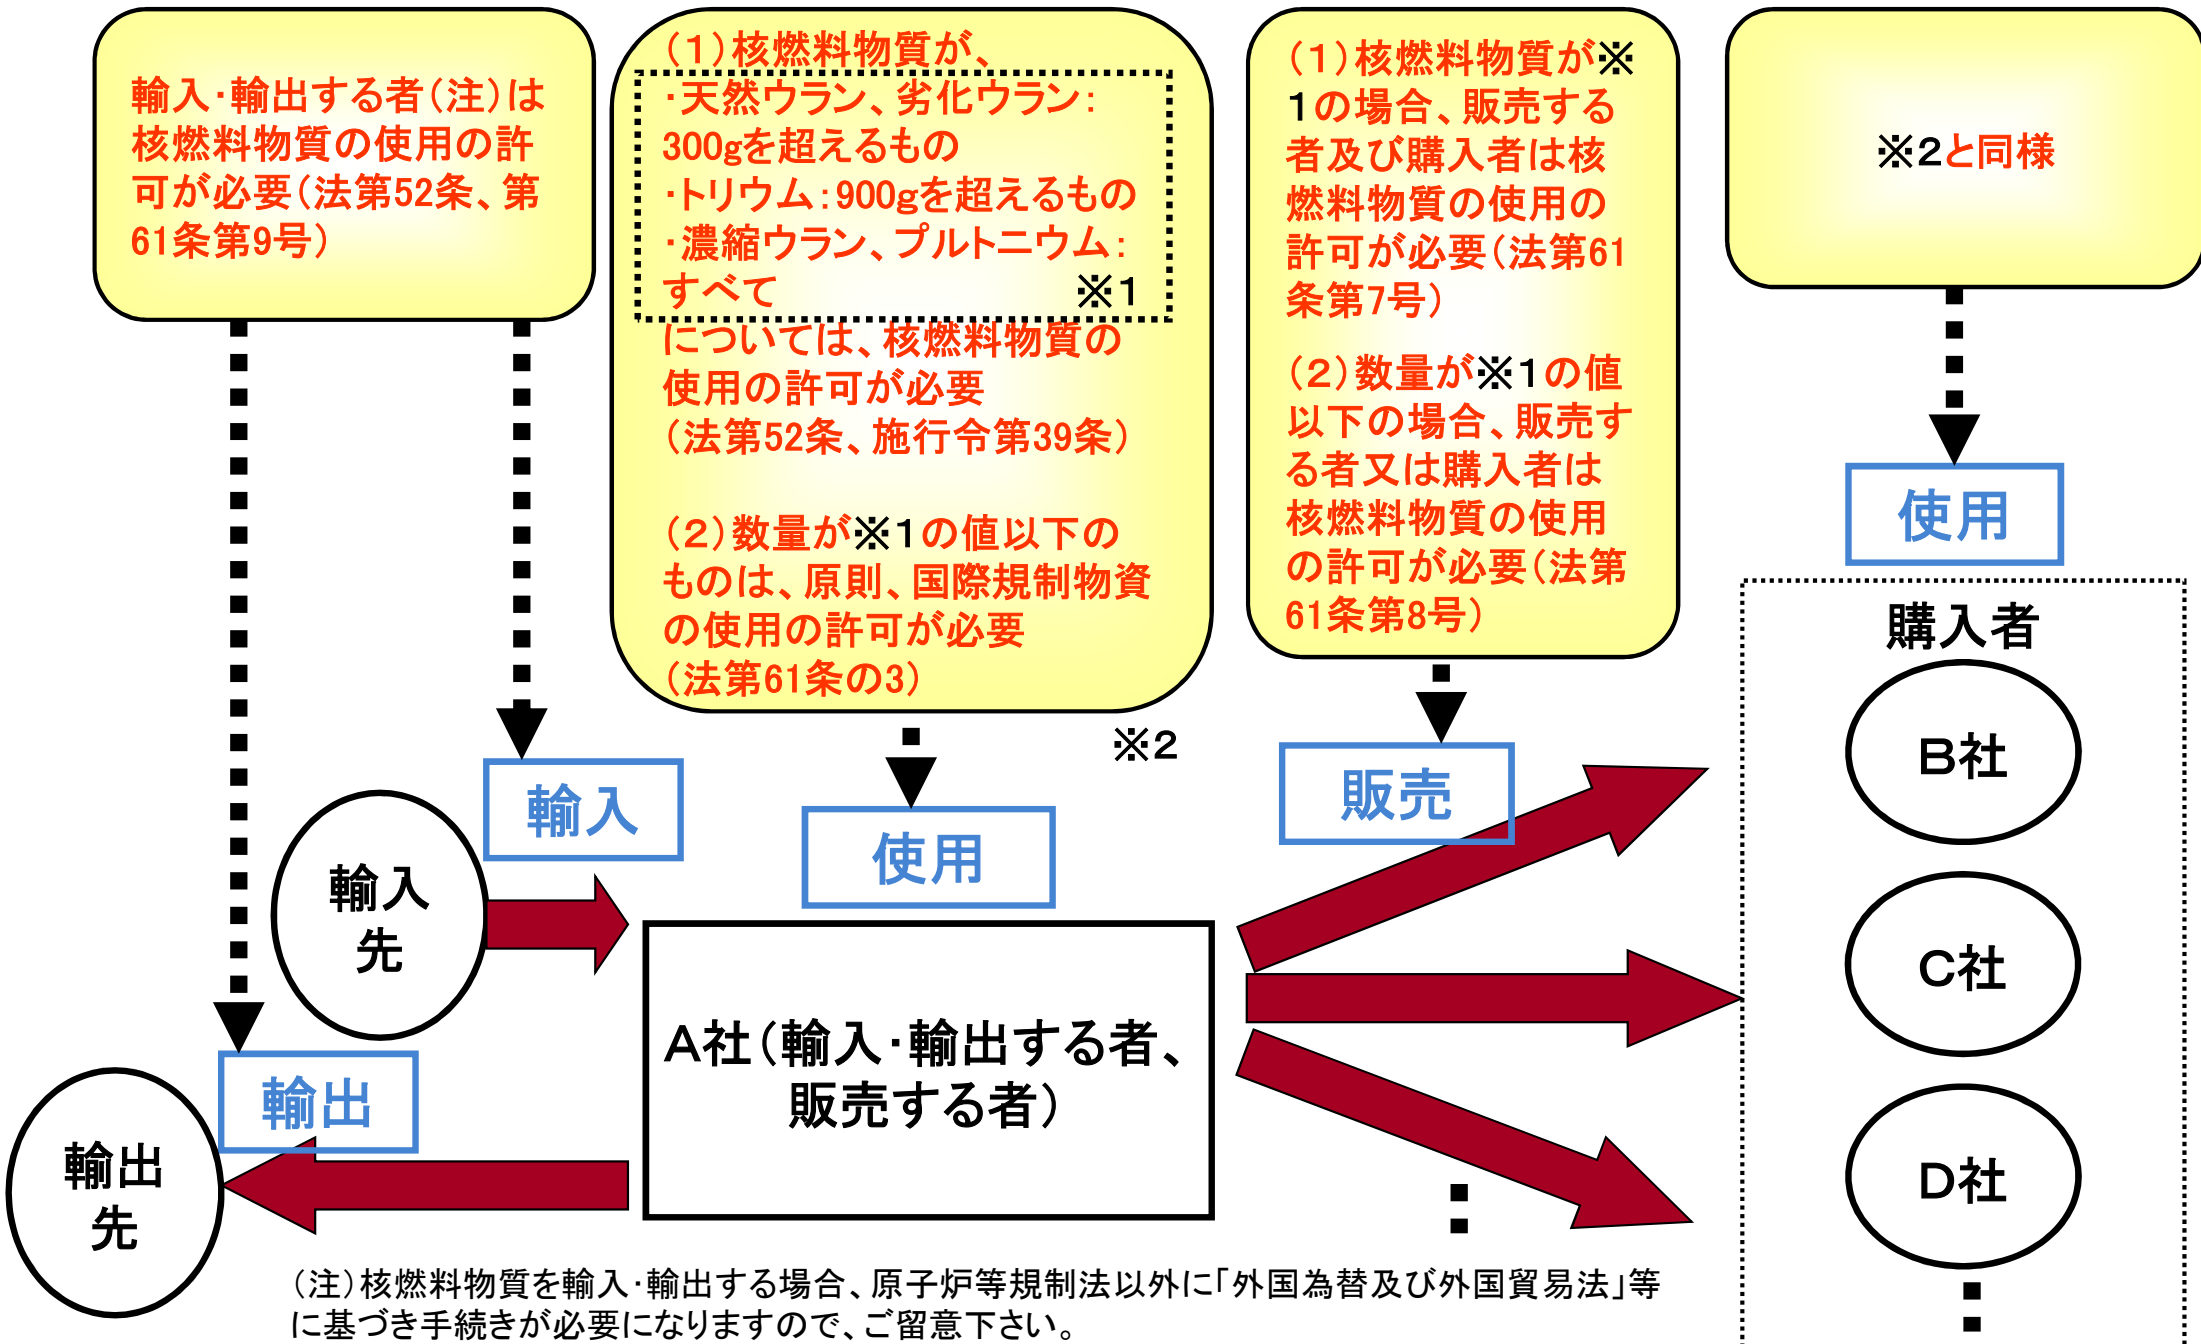 輸入・輸出する者（注）は
核燃料物質の使用の許
可が必要（法第52条、第
61条第9号）
（１）核燃料物質が、
・天然ウラン、劣化ウラン：
300gを超えるもの
・トリウム：900gを超えるもの
・濃縮ウラン、プルトニウム：
すべて ※1
については、核燃料物質の
使用の許可が必要
（法第52条、施行令第39条）
（２）数量が※1の値以下の
ものは、原則、国際規制物資
の使用の許可が必要
（法第61条の3）
※2
（１）核燃料物質が※
1の場合、販売する
者及び購入者は核
燃料物質の使用の
許可が必要（法第61
条第7号）
（２）数量が※1の値
以下の場合、販売す
る者又は購入者は
核燃料物質の使用
の許可が必要（法第
61条第8号）
※2と同様
使用
購入者
B社
C社
D社
輸入
使用
販売
輸入
先
A社（輸入・輸出する者、
販売する者）
輸出
輸出
先
（注）核燃料物質を輸入・輸出する場合、原子炉等規制法以外に「外国為替及び外国貿易法」等
に基づき手続きが必要になりますので、ご留意下さい。